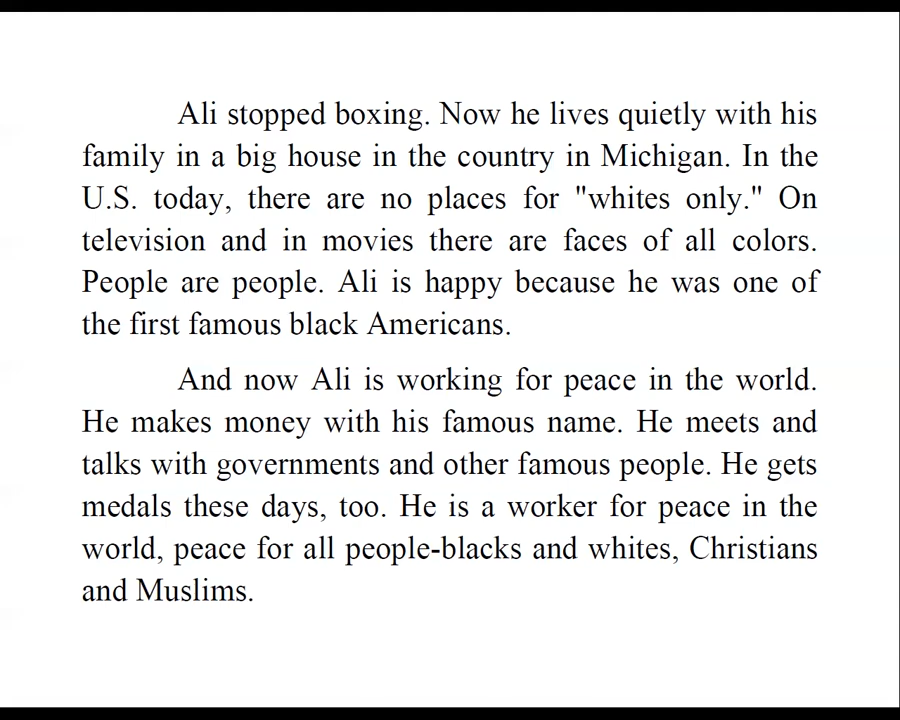 Ali stopped boxing. Now he lives quietly with his
family in a big house in the country in Michigan. In the
U.S. today, there are no places for "whites only." On
television and in movies there are faces of all colors.
People are people. Ali is happy because he was one of
the first famous black Americans.
And now Ali is working for peace in the world.
He makes money with his famous name. He meets and
talks with governments and other famous people. He gets
medals these days, too. He is a worker for peace in the
world, peace for all people-blacks and whites, Christians
and Muslims.